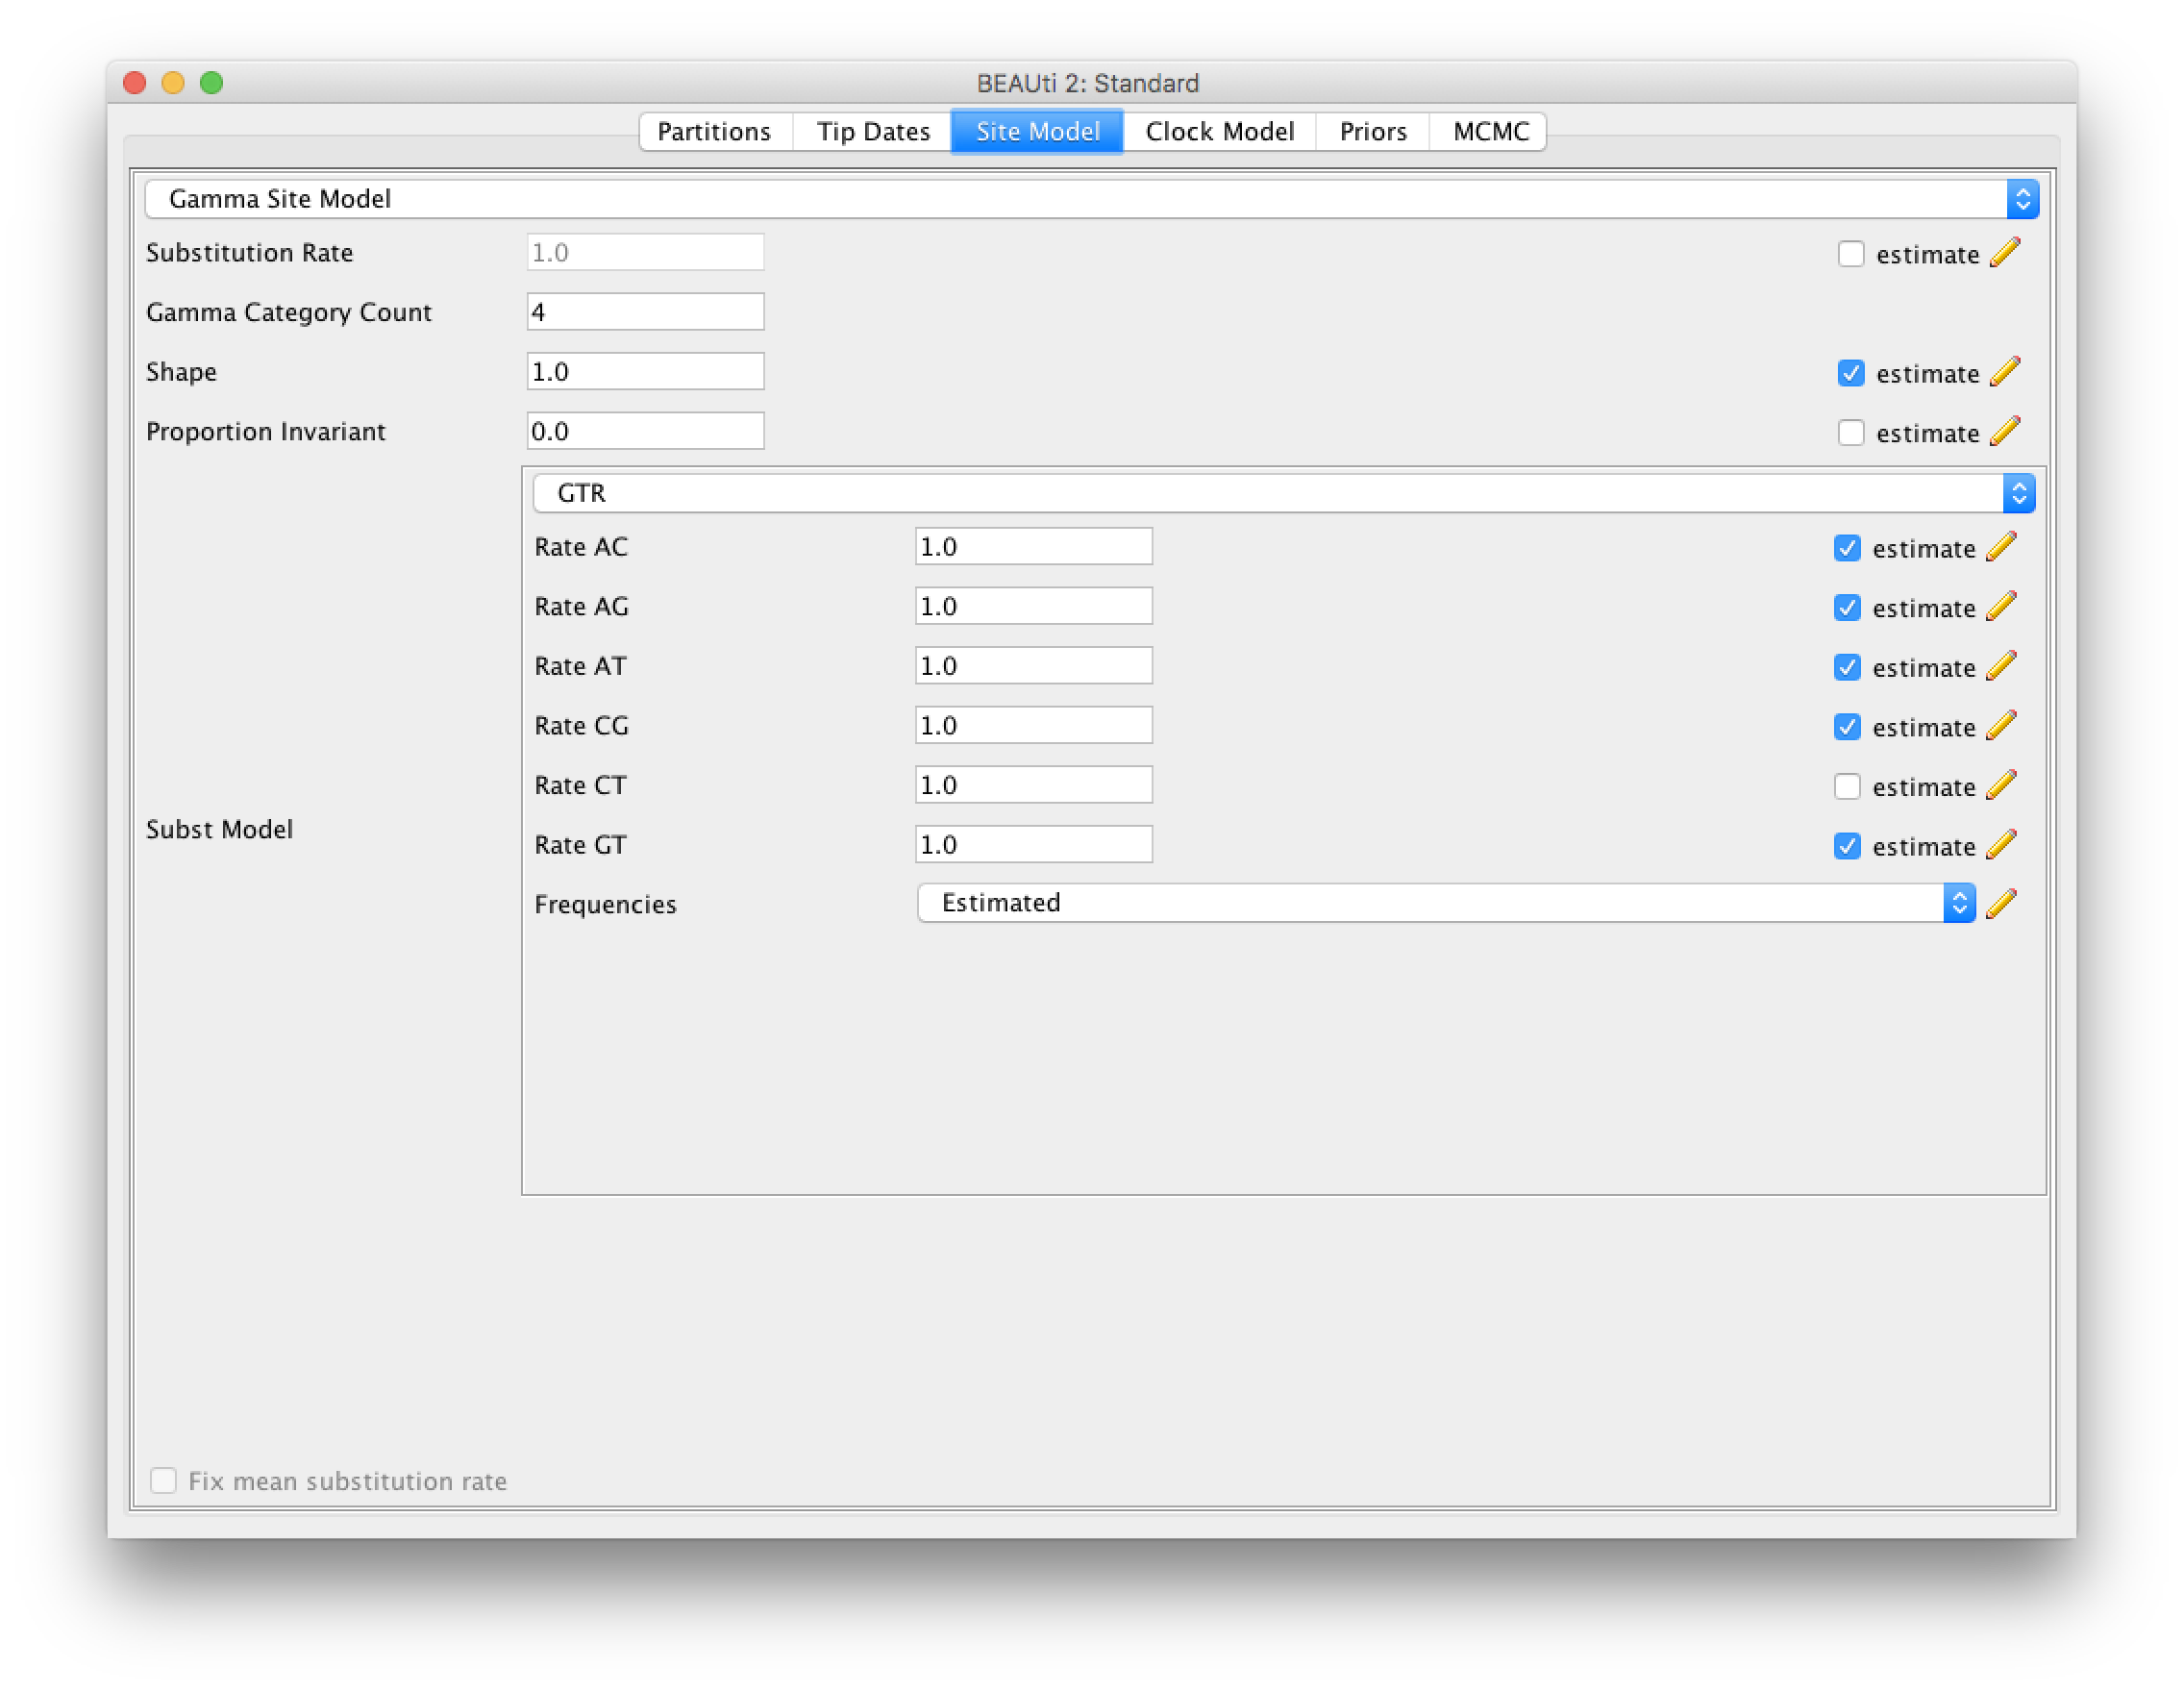 BEAUti 2: Standard
Partitions Tip Dates Site Model Clock Model Priors MCMC
Gamma Site Model
Substitution Rate 1.0 estimate
Gamma Category Count 4
Shape 1.0 estimate
Proportion Invariant 0.0 estimate
GTR
Rate AC 1.0 estimate
Rate AG 1.0 estimate
Rate AT 1.0 estimate
Rate CG 1.0 estimate
Rate CT 1.0 estimate
Subst Model
Rate GT 1.0 estimate
Frequencies Estimated
Fix mean substitution rate